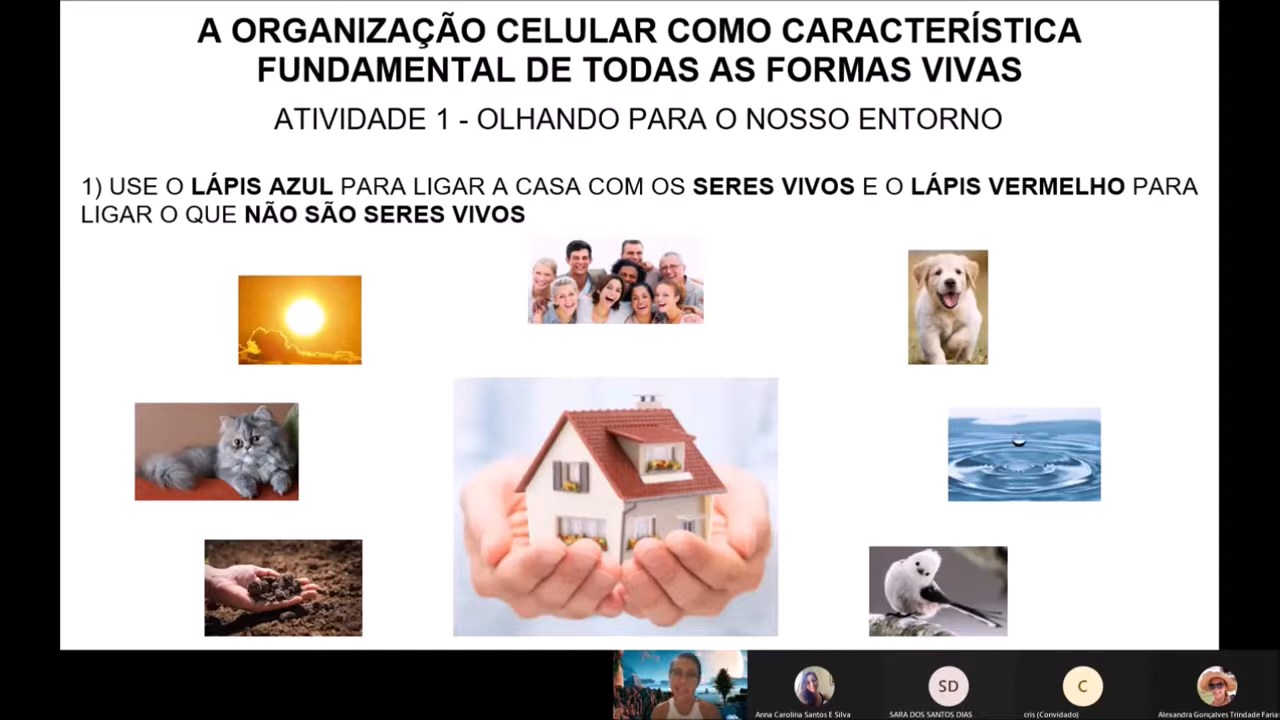 A ORGANIZAÇÃO CELULAR COMO CARACTERÍSTICA
FUNDAMENTAL DE TODAS AS FORMAS VIVAS
ATIVIDADE 1 - OLHANDO PARA O NOSSO ENTORNO
1) USE O LÁPIS AZUL PARA LIGAR A CASA COM OS SERES VIVOS E O LÁPIS VERMELHO PARA
LIGAR O QUE NÃO SÃO SERES VIVOS
SD
C
Anna Carolina Santos E Silva
SARA DOS SANTOS DIAS
cris (Convidado)
Alexandra Gonçalves Trindade Faria